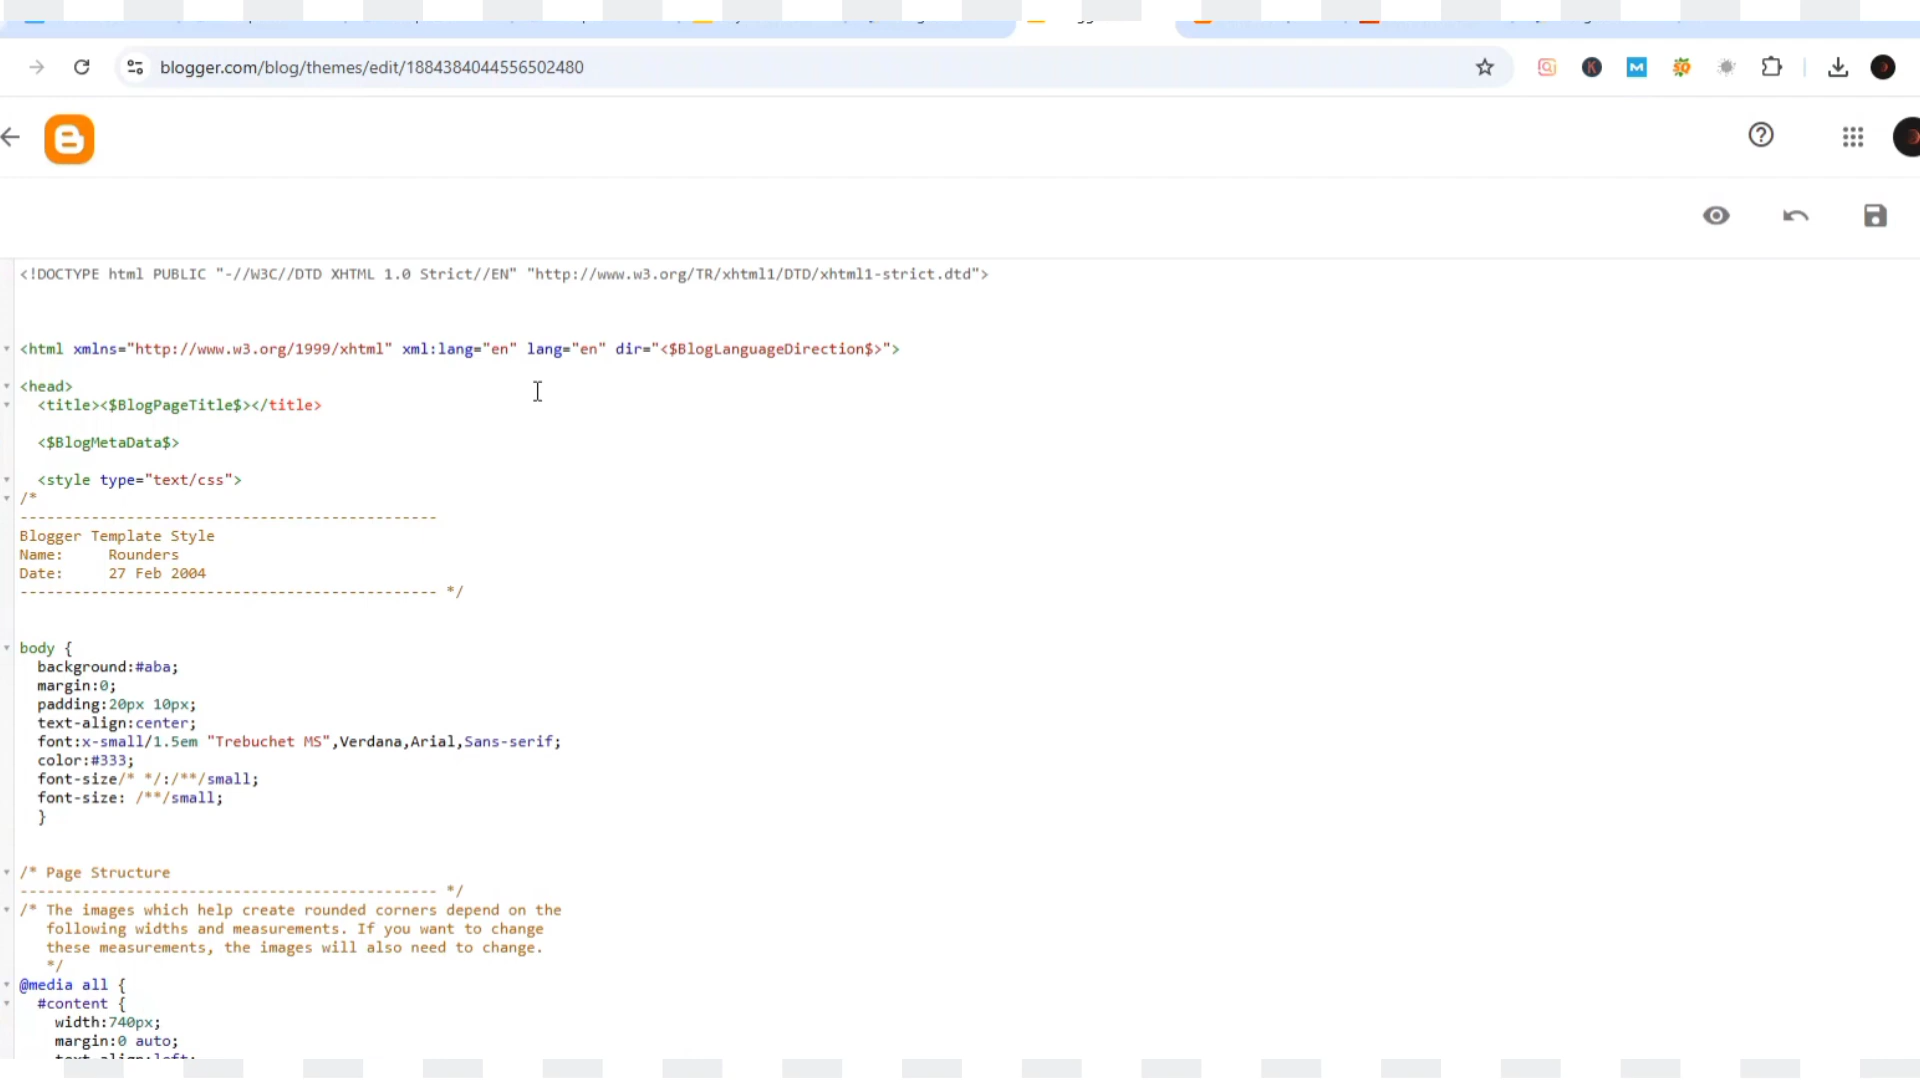 blogger.com/blog/themes/edit/1884384044556502480
<!DOCTYPE html PUBLIC "-//W3C//DTD XHTML 1.0 Strict//EN" "http://www.w3.org/TR/xhtml1/DTD/xhtml1-strict.dtd">
<html xmlns="http://www.w3.org/1999/xhtml" xml:lang="en" lang="en" dir="<$BlogLanguageDirection$>">
<head>
<title><$BlogPageTitle$></title>
<$BlogMetaData$>
<style type="text/css">
/*
-----------------------------------------------
Blogger Template Style
Name:     Rounders
Date:     27 Feb 2004
----------------------------------------------- */
body {
background:#aba;
margin:0;
padding:20px 10px;
text-align:center;
font:x-small/1.5em "Trebuchet MS",Verdana,Arial,Sans-serif;
color:#333;
font-size/* */:/**/small;
font-size: /**/small;
}
/* Page Structure
----------------------------------------------- */
/* The images which help create rounded corners depend on the
following widths and measurements. If you want to change
these measurements, the images will also need to change.
*/
@media all {
#content {
width:740px;
margin:0 auto;
text-align:left;